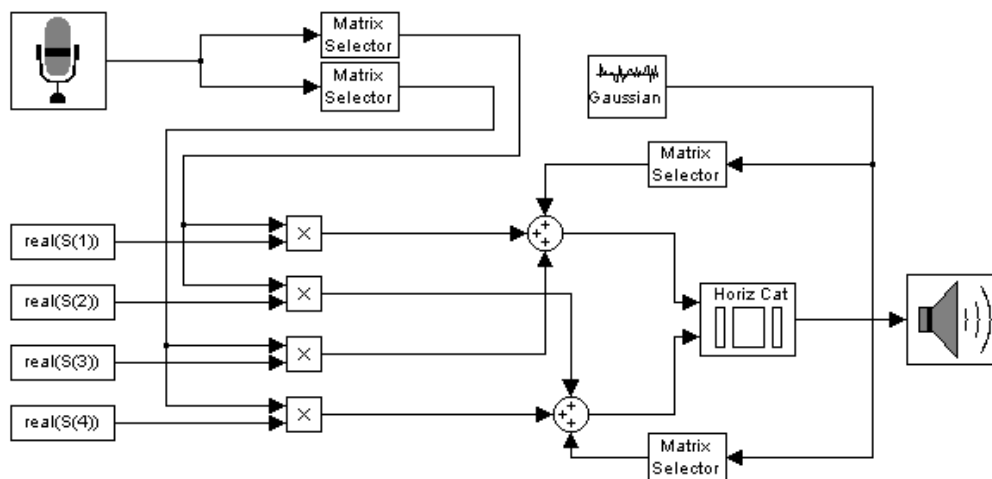 Matrix
Selector
Matrix
Selector
Gaussian
Matrix
Selector
real(S(1))
×
+
+
+
real(S(2))
×
Horiz Cat
real(S(3))
×
real(S(4))
×
+
+
+
Matrix
Selector